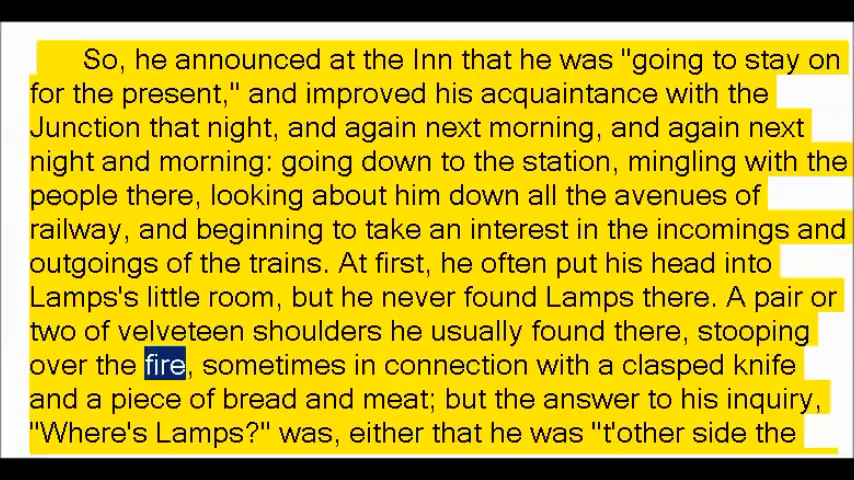 So, he announced at the Inn that he was "going to stay on
for the present," and improved his acquaintance with the
Junction that night, and again next morning, and again next
night and morning: going down to the station, mingling with the
people there, looking about him down all the avenues of
railway, and beginning to take an interest in the incomings and
outgoings of the trains. At first, he often put his head into
Lamps's little room, but he never found Lamps there. A pair or
two of velveteen shoulders he usually found there, stooping
over the fire, sometimes in connection with a clasped knife
and a piece of bread and meat; but the answer to his inquiry,
"Where's Lamps?" was, either that he was "t'other side the